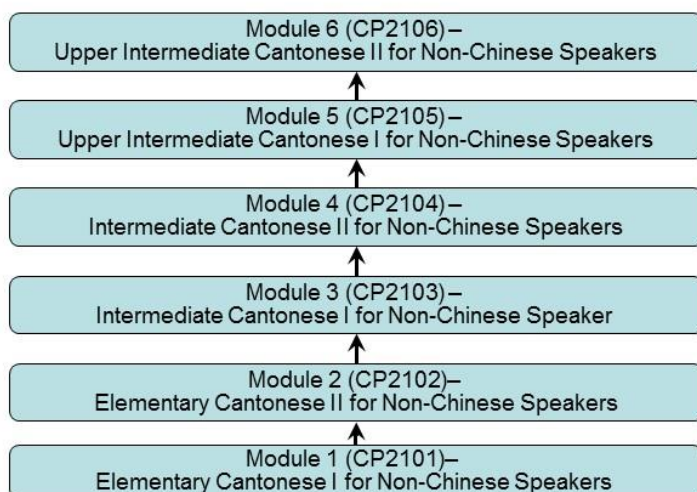 Module 6 (CP2106)–
Upper Intermediate Cantonese II for Non-Chinese Speakers
Module 5 (CP2105)–
Upper Intermediate Cantonese I for Non-Chinese Speakers
Module 4 (CP2104)–
Intermediate Cantonese II for Non-Chinese Speakers
Module 3 (CP2103)–
Intermediate Cantonese I for Non-Chinese Speaker
Module 2 (CP2102)–
Elementary Cantonese II for Non-Chinese Speakers
Module 1 (CP2101)–
Elementary Cantonese I for Non-Chinese Speakers